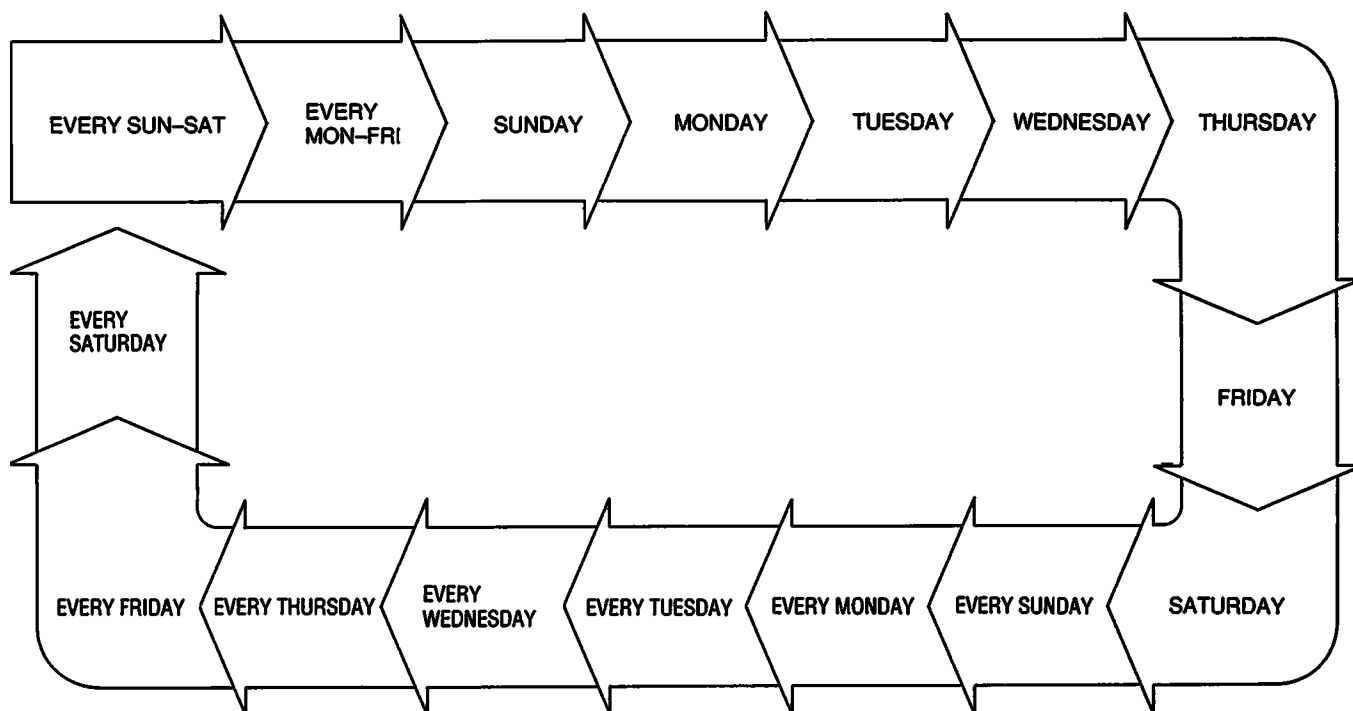 EVERY SUN–SAT
EVERY
MON–FRI
SUNDAY
MONDAY
TUESDAY
WEDNESDAY
THURSDAY
FRIDAY
SATURDAY
EVERY SUNDAY
EVERY MONDAY
EVERY TUESDAY
EVERY
WEDNESDAY
EVERY THURSDAY
EVERY FRIDAY
EVERY
SATURDAY